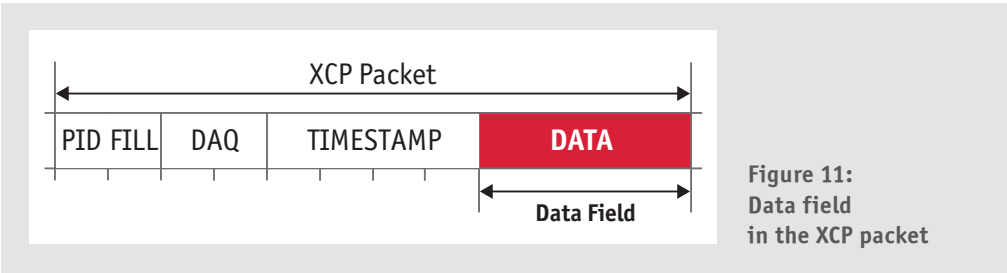 XCP Packet
PID FILL DAQ TIMESTAMP DATA
Data Field
Figure 11:
Data field
in the XCP packet